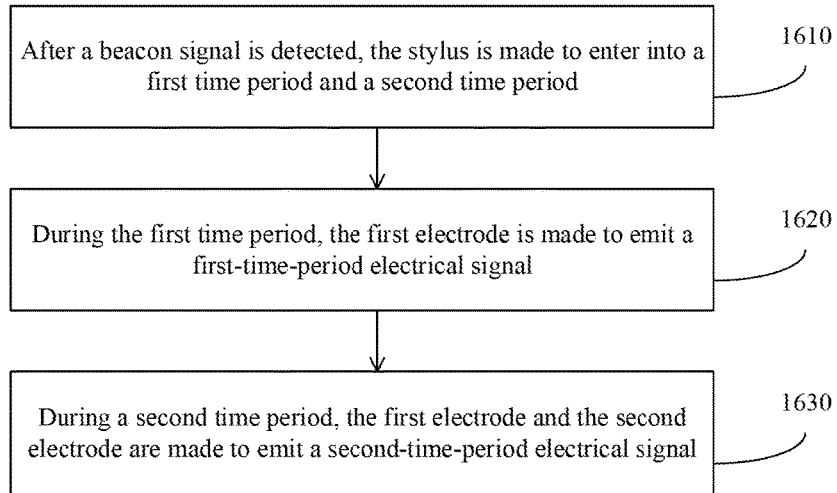 After a beacon signal is detected, the stylus is made to enter into a
first time period and a second time period
1610
During the first time period, the first electrode is made to emit a
first-time-period electrical signal
1620
During a second time period, the first electrode and the second
electrode are made to emit a second-time-period electrical signal
1630